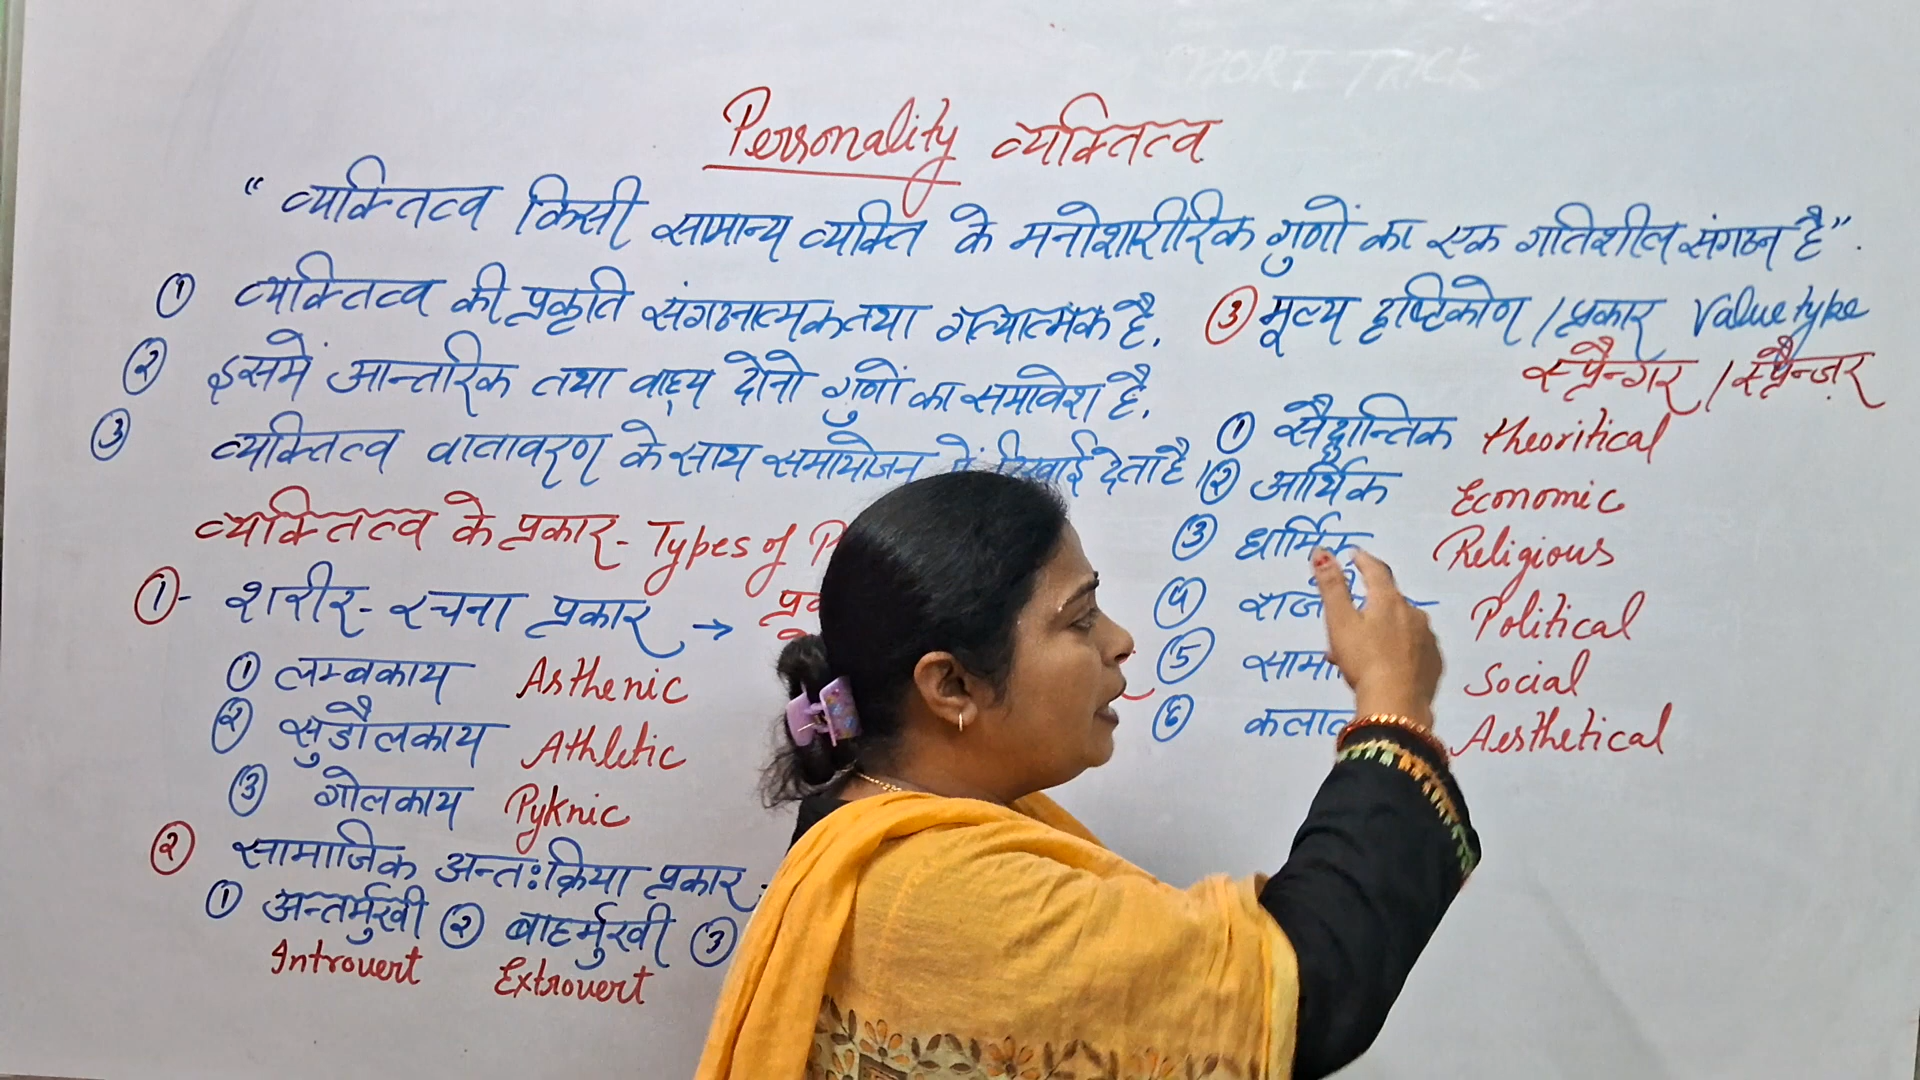 SHORT TRICK
Personality व्यक्तित्व
“ व्यक्तित्व किसी सामान्य व्यक्ति के मनोशारीरिक गुणों का एक गतिशील संगठन है”.
① व्यक्तित्व की प्रकृति संगठनात्मक तथा गत्यात्मक है.
② इसमें आन्तरिक तथा वाह्य दोनो गुणों का समावेश है.
③ व्यक्तित्व वातावरण के साथ समायोजन में दिखाई देता है
व्यक्तित्व के प्रकार- Types of
①- शरीर-रचना प्रकार →
① लम्बकाय Asthenic
② सुडौलकाय Athletic
③ गोलकाय Pyknic
② सामाजिक अन्तःक्रिया प्रकार
① अन्तर्मुखी ② बाहर्मुखी ③
Introvert Extrovert
③ मूल्य दृष्टिकोण / प्रकार Value type
स्प्रैन्गर / स्प्रैन्ज़र
① सैद्धान्तिक theoritical
② आर्थिक Economic
③ धार्मिक Religious
④ Political
⑤ Social
⑥ Aesthetical